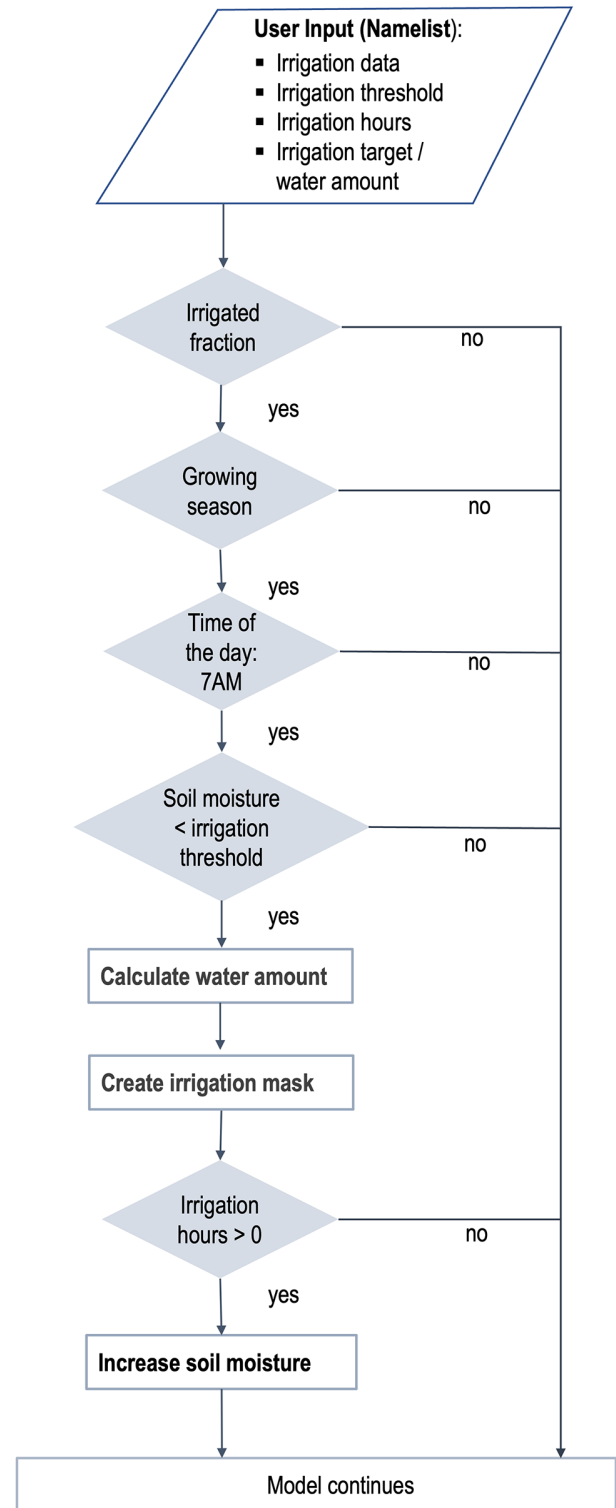 User Input (Namelist):
▪ Irrigation data
▪ Irrigation threshold
▪ Irrigation hours
▪ Irrigation target /
water amount
Irrigated
fraction
no
yes
Growing
season
no
yes
Time of
the day:
7AM
no
yes
Soil moisture
< irrigation
threshold
no
yes
Calculate water amount
Create irrigation mask
Irrigation
hours > 0
no
yes
Increase soil moisture
Model continues